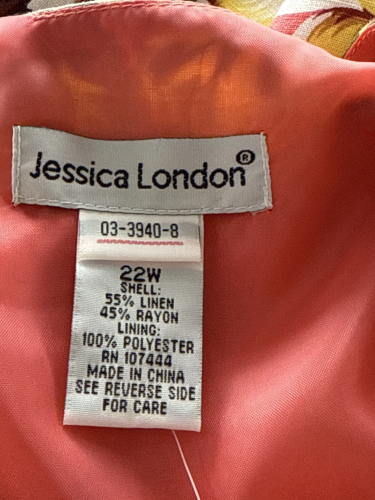 Jessica London®
03-3940-8
22W
SHELL:
55% LINEN
45% RAYON
LINING:
100% POLYESTER
RN 107444
MADE IN CHINA
SEE REVERSE SIDE
FOR CARE